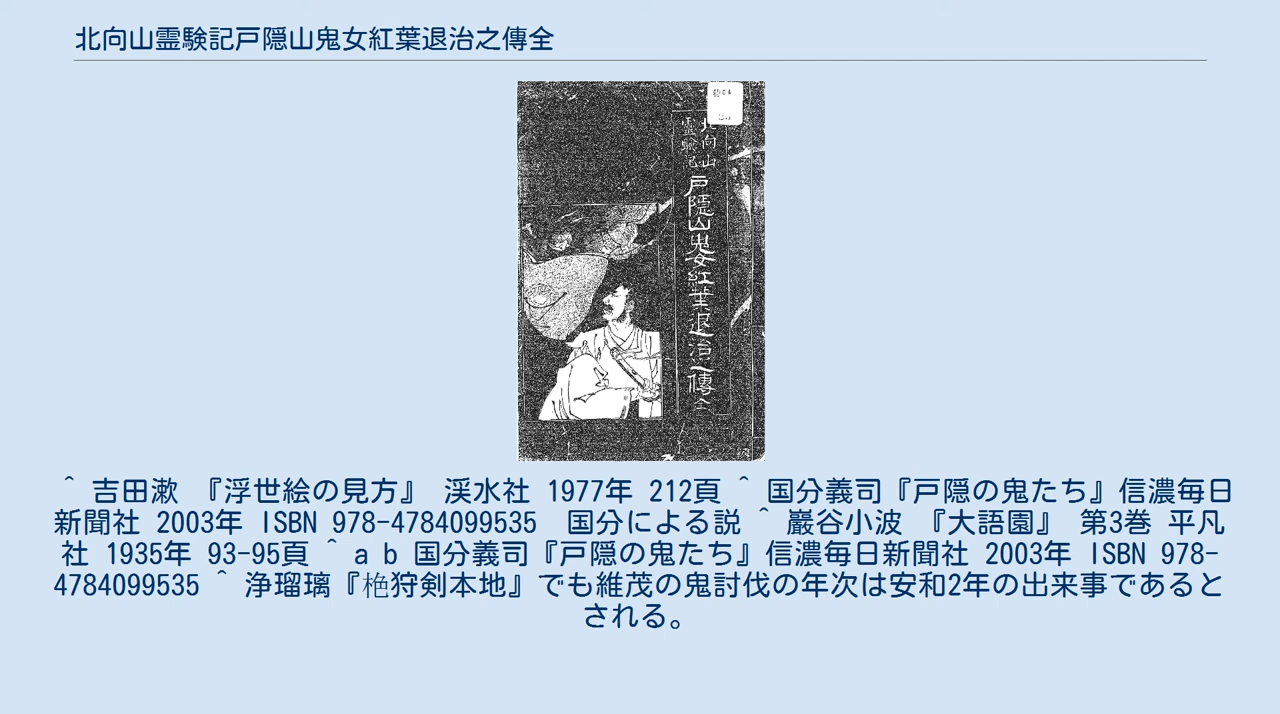 北向山霊験記戸隠山鬼女紅葉退治之傳全
北向山
霊験記
戸隠山鬼女紅葉退治之傳全
^ 吉田漱 『浮世絵の見方』 渓水社 1977年 212頁 ^ 国分義司『戸隠の鬼たち』信濃毎日
新聞社 2003年 ISBN 978-4784099535　国分による説 ^ 巖谷小波 『大語園』 第3巻 平凡
社 1935年 93-95頁 ^ a b 国分義司『戸隠の鬼たち』信濃毎日新聞社 2003年 ISBN 978-
4784099535 ^ 浄瑠璃『栬狩剣本地』でも維茂の鬼討伐の年次は安和2年の出来事であると
される。